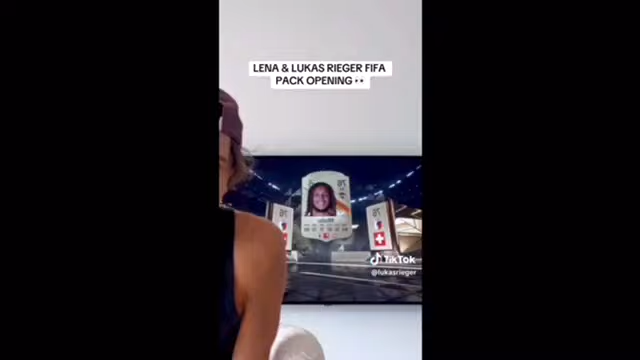 LENA & LUKAS RIEGER FIFA
PACK OPENING 👀
TikTok
@lukasrieger